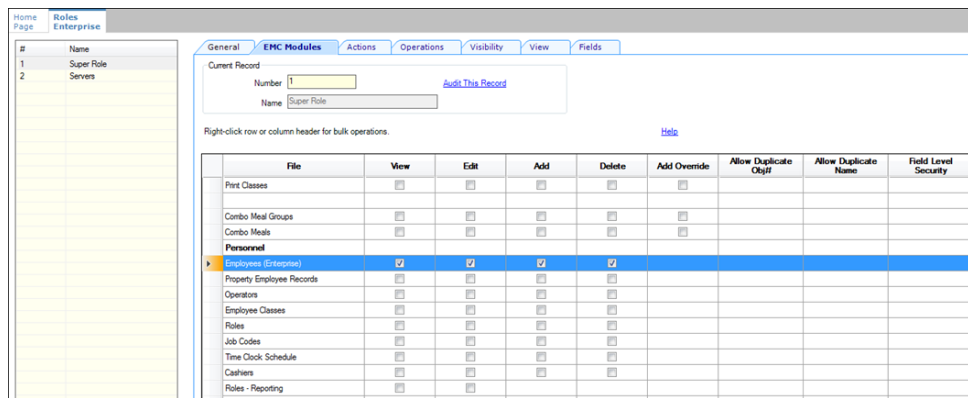 Home Page
Roles Enterprise
# Name
1 Super Role
2 Servers
General EMC Modules Actions Operations Visibility View Fields
Current Record
Number 1 Audit This Record
Name Super Role
Right-click row or column header for bulk operations. Help
File View Edit Add Delete Add Override Allow Duplicate Obj# Allow Duplicate Name Field Level Security
Print Classes
Combo Meal Groups
Combo Meals
Personnel
Employees (Enterprise)
Property Employee Records
Operators
Employee Classes
Roles
Job Codes
Time Clock Schedule
Cashiers
Roles - Reporting